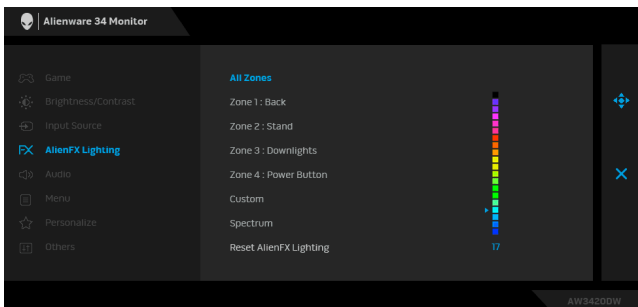 Alienware 34 Monitor
Game
Brightness/Contrast
Input Source
FX AlienFX Lighting
Audio
Menu
Personalize
Others
All Zones
Zone 1 : Back
Zone 2 : Stand
Zone 3 : Downlights
Zone 4 : Power Button
Custom
Spectrum
Reset AlienFX Lighting
17
AW3420DW